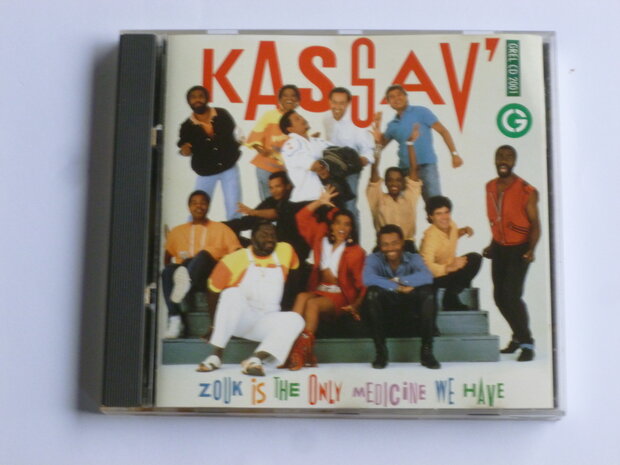 KASSAV'
GREL CD 2001
G
ZOUK iS THE ONLY MEDICiNE WE HAVE